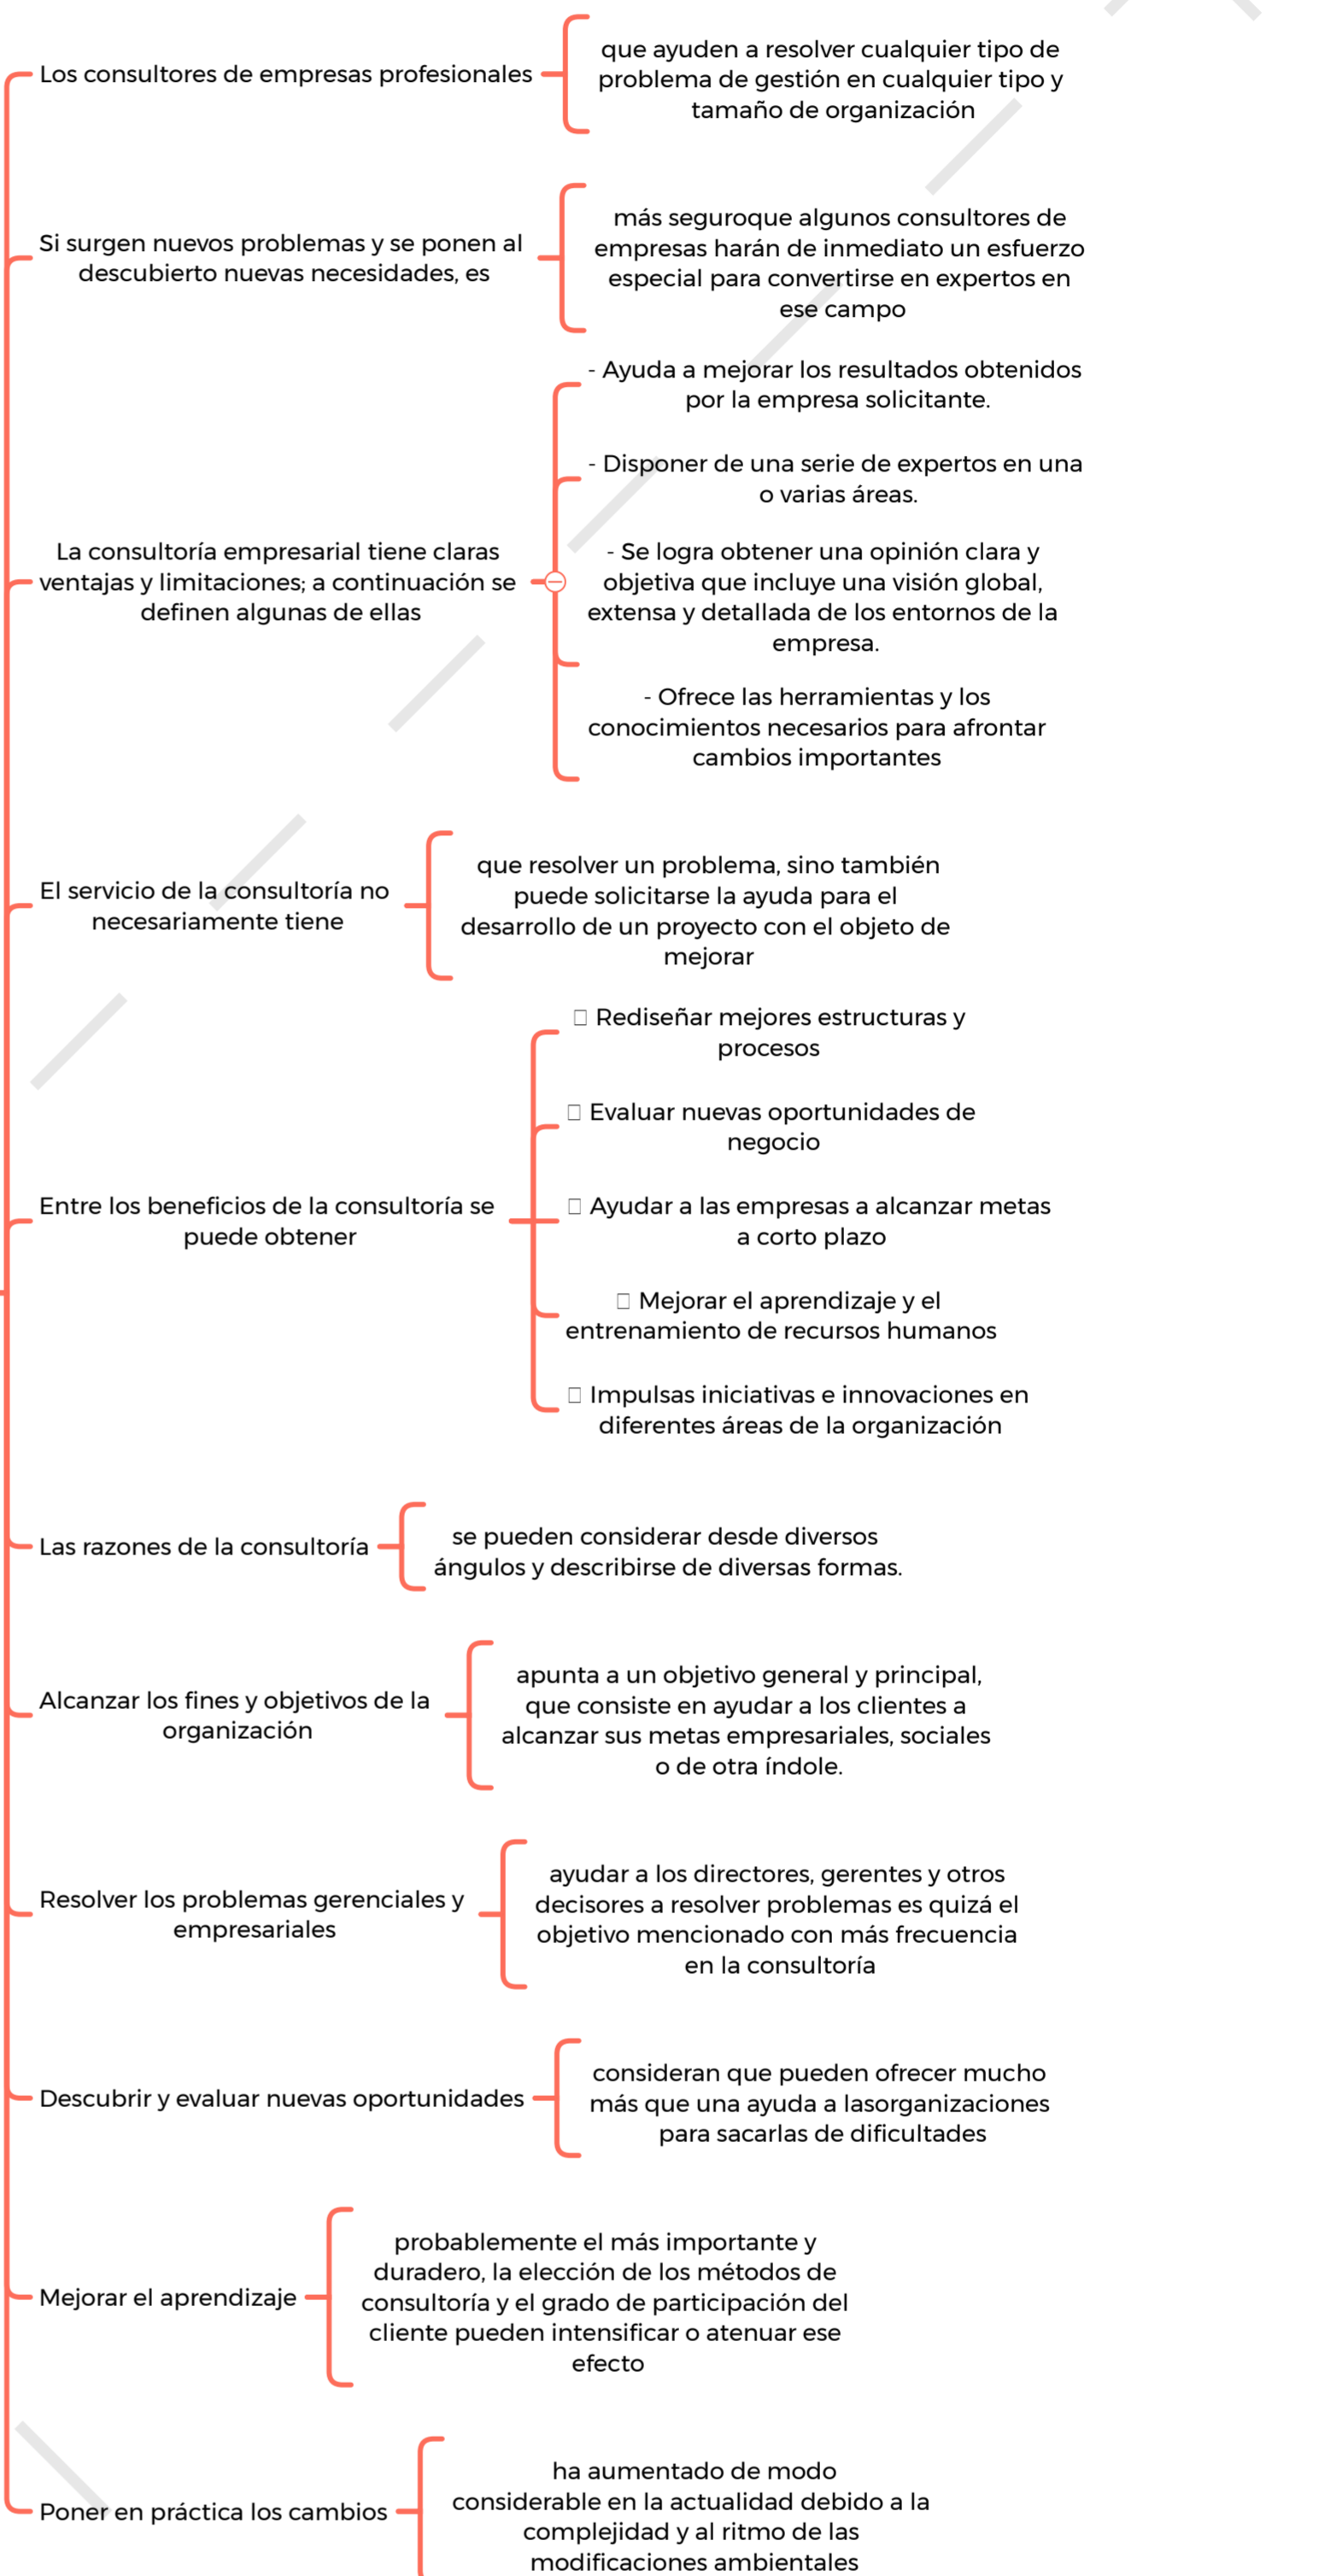 Los consultores de empresas profesionales
que ayuden a resolver cualquier tipo de
problema de gestión en cualquier tipo y
tamaño de organización
Si surgen nuevos problemas y se ponen al
descubierto nuevas necesidades, es
más seguroque algunos consultores de
empresas harán de inmediato un esfuerzo
especial para convertirse en expertos en
ese campo
La consultoría empresarial tiene claras
ventajas y limitaciones; a continuación se
definen algunas de ellas
- Ayuda a mejorar los resultados obtenidos
por la empresa solicitante.
- Disponer de una serie de expertos en una
o varias áreas.
- Se logra obtener una opinión clara y
objetiva que incluye una visión global,
extensa y detallada de los entornos de la
empresa.
- Ofrece las herramientas y los
conocimientos necesarios para afrontar
cambios importantes
El servicio de la consultoría no
necesariamente tiene
que resolver un problema, sino también
puede solicitarse la ayuda para el
desarrollo de un proyecto con el objeto de
mejorar
Entre los beneficios de la consultoría se
puede obtener
Rediseñar mejores estructuras y
procesos
Evaluar nuevas oportunidades de
negocio
Ayudar a las empresas a alcanzar metas
a corto plazo
Mejorar el aprendizaje y el
entrenamiento de recursos humanos
Impulsas iniciativas e innovaciones en
diferentes áreas de la organización
Las razones de la consultoría
se pueden considerar desde diversos
ángulos y describirse de diversas formas.
Alcanzar los fines y objetivos de la
organización
apunta a un objetivo general y principal,
que consiste en ayudar a los clientes a
alcanzar sus metas empresariales, sociales
o de otra índole.
Resolver los problemas gerenciales y
empresariales
ayudar a los directores, gerentes y otros
decisores a resolver problemas es quizá el
objetivo mencionado con más frecuencia
en la consultoría
Descubrir y evaluar nuevas oportunidades
consideran que pueden ofrecer mucho
más que una ayuda a lasorganizaciones
para sacarlas de dificultades
Mejorar el aprendizaje
probablemente el más importante y
duradero, la elección de los métodos de
consultoría y el grado de participación del
cliente pueden intensificar o atenuar ese
efecto
Poner en práctica los cambios
ha aumentado de modo
considerable en la actualidad debido a la
complejidad y al ritmo de las
modificaciones ambientales